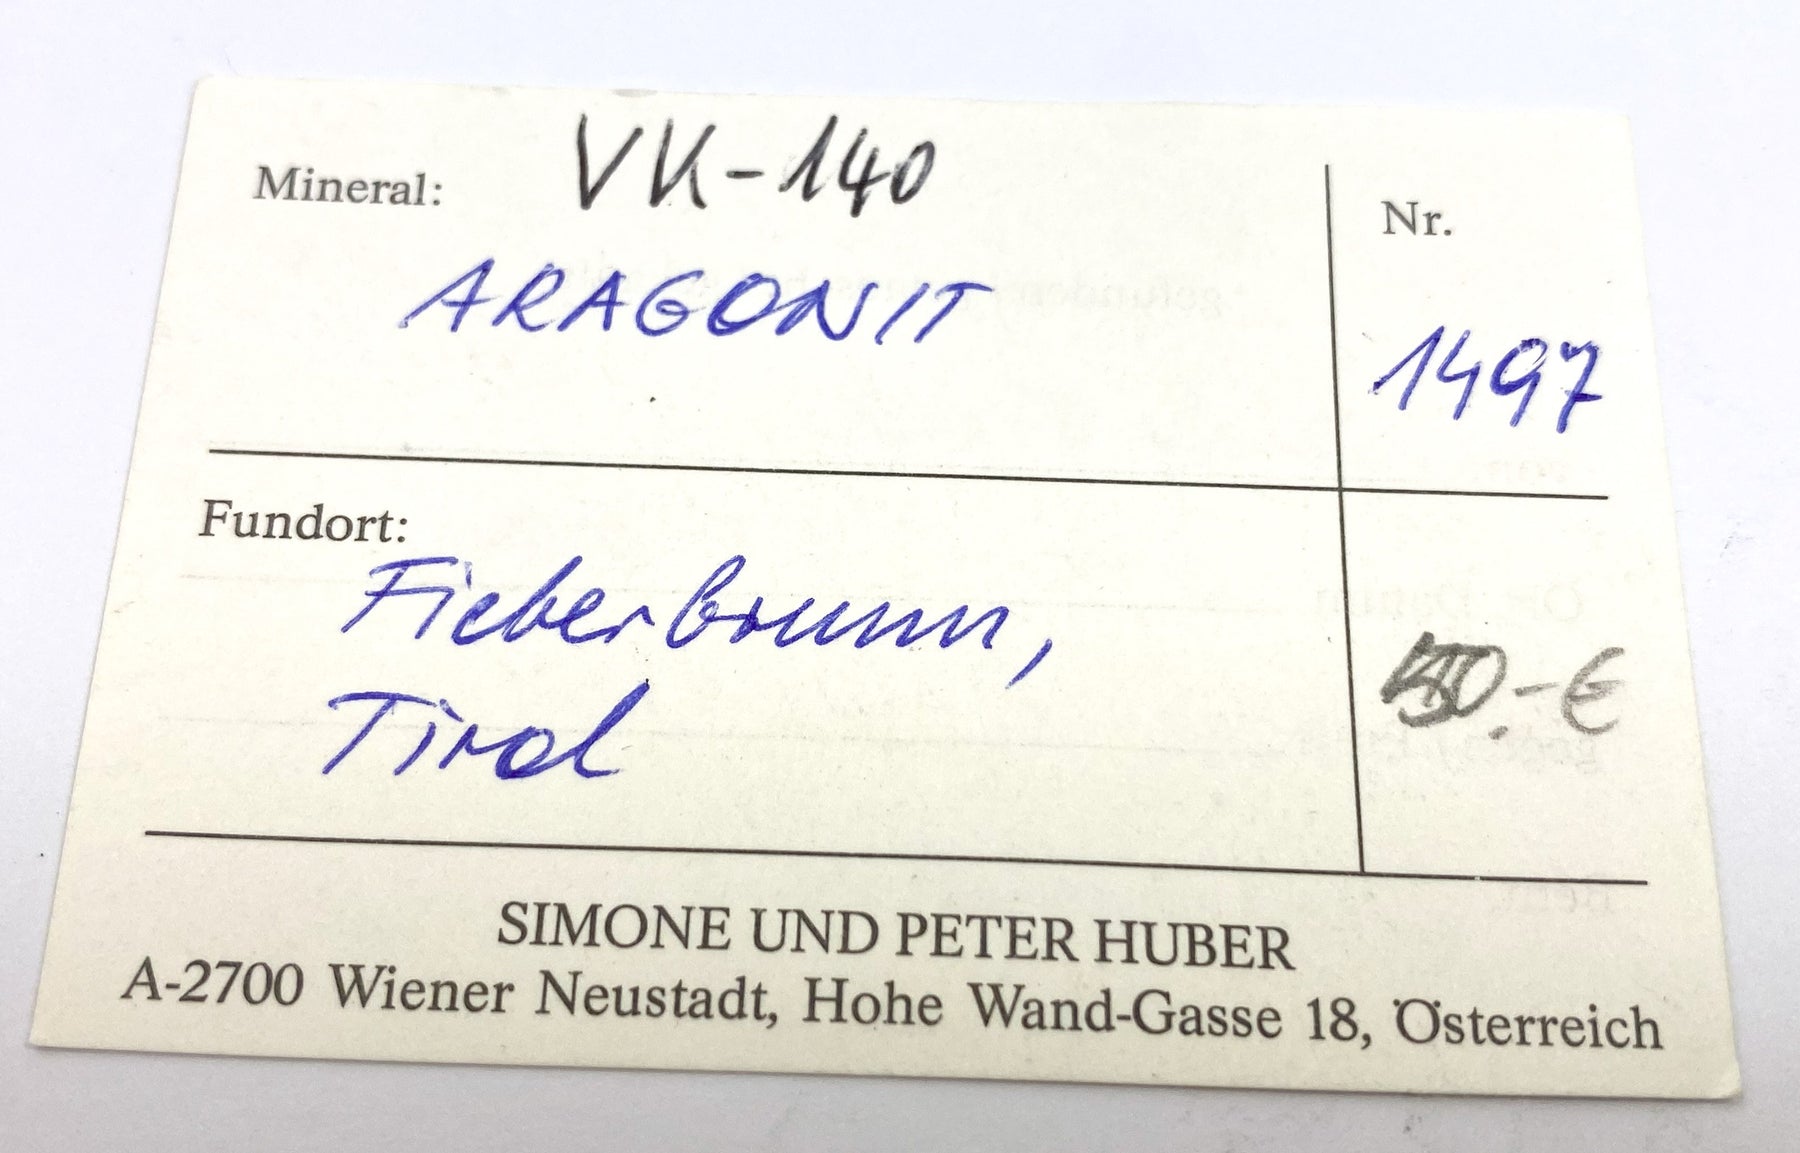 Mineral: VK-140
ARAGONIT
Nr.
1497
Fundort:
Fieberbrunn,
Tirol
.-€
SIMONE UND PETER HUBER
A-2700 Wiener Neustadt, Hohe Wand-Gasse 18, Österreich